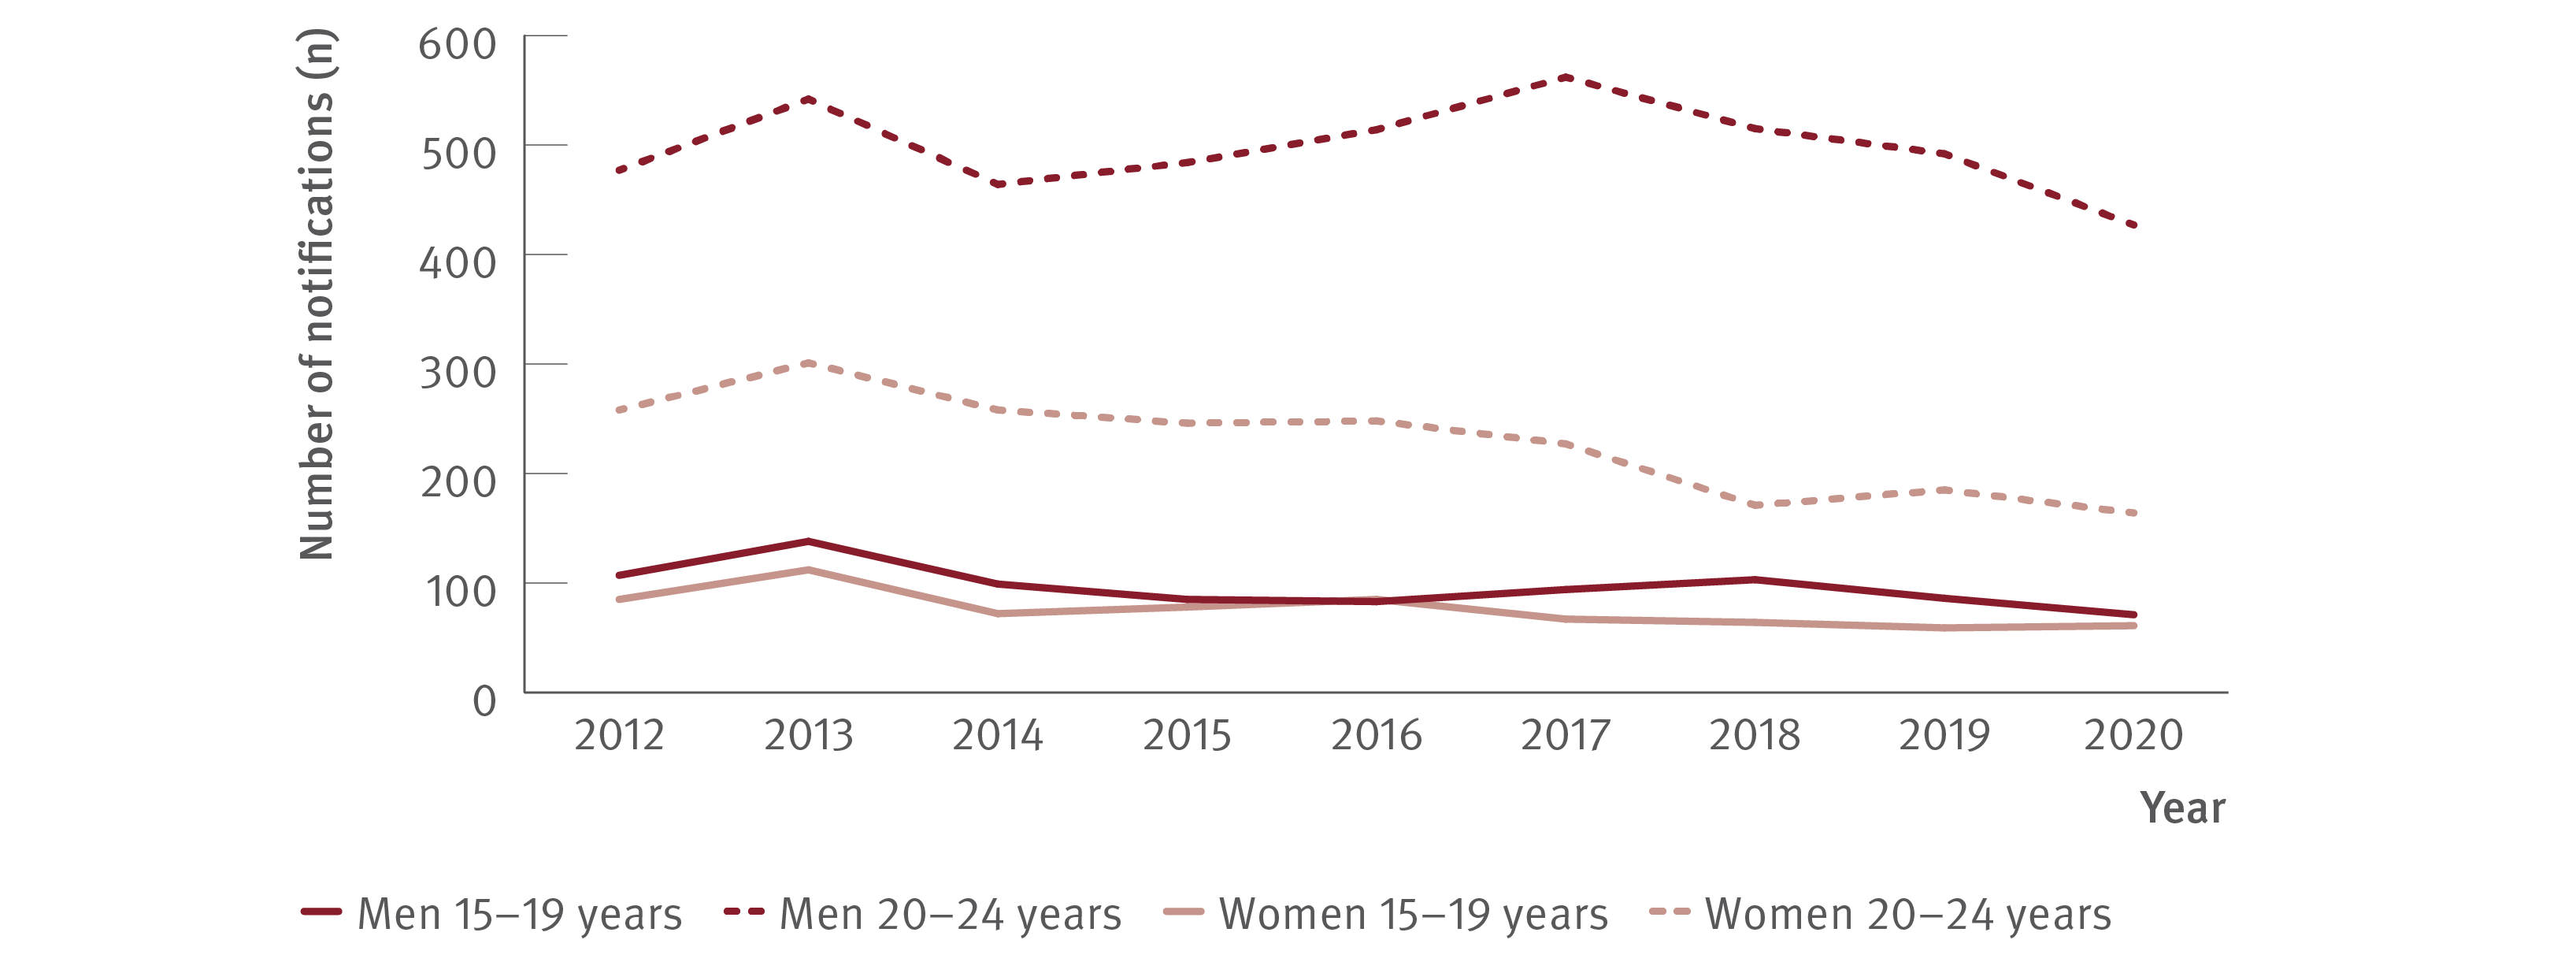 Number of notifications (n)
600
500
400
300
200
100
0
2012 2013 2014 2015 2016 2017 2018 2019 2020
Year
Men 15–19 years Men 20–24 years Women 15–19 years Women 20–24 years